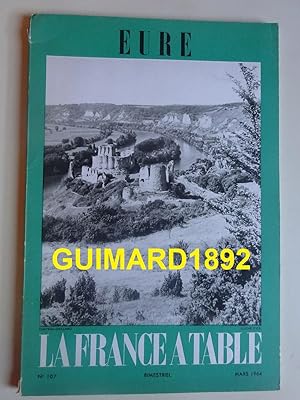 EURE
GUIMARD1892
LA FRANCE A TABLE
N° 107 BIMESTRIEL MARS 1964